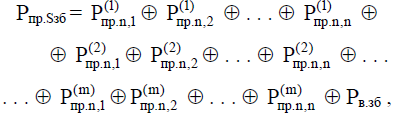 Pпр.Sзб = P⁽¹⁾пр.n,1 ⊕ P⁽¹⁾пр.n,2 ⊕ . . . ⊕ P⁽¹⁾пр.n,n ⊕
⊕ P⁽²⁾пр.n,1 ⊕ P⁽²⁾пр.n,2 ⊕ . . . ⊕ P⁽²⁾пр.n,n ⊕ . . .
. . . ⊕ P⁽ᵐ⁾пр.n,1 ⊕ P⁽ᵐ⁾пр.n,2 ⊕ . . . ⊕ P⁽ᵐ⁾пр.n,n ⊕ Pв.зб ,